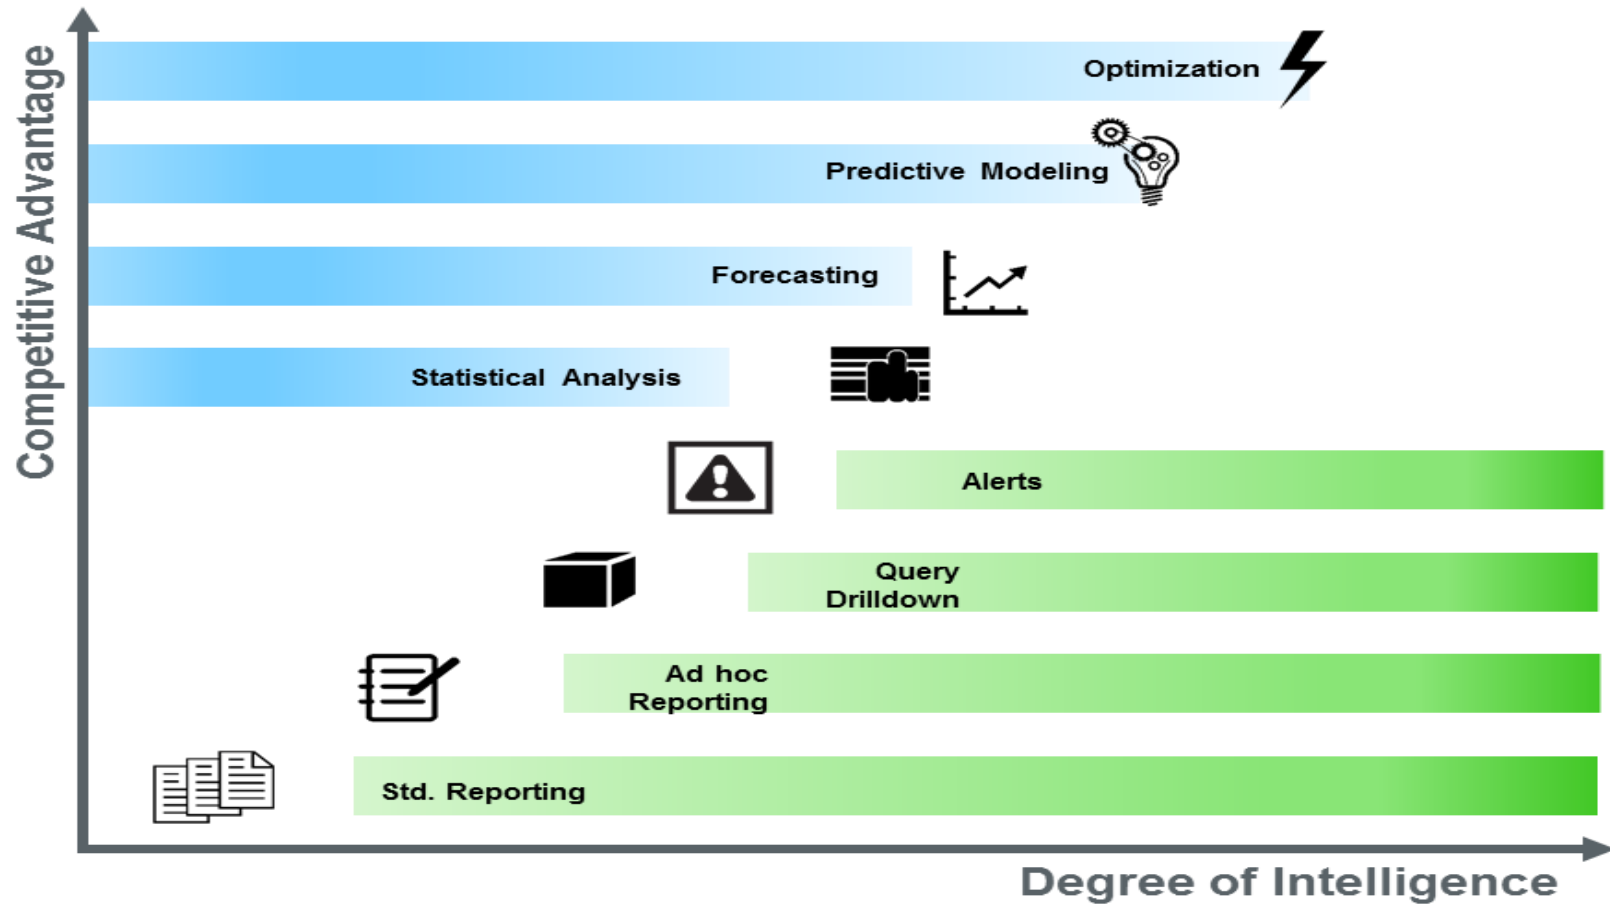 Competitive Advantage
Optimization
Predictive Modeling
Forecasting
Statistical Analysis
Alerts
Query
Drilldown
Ad hoc
Reporting
Std. Reporting
Degree of Intelligence